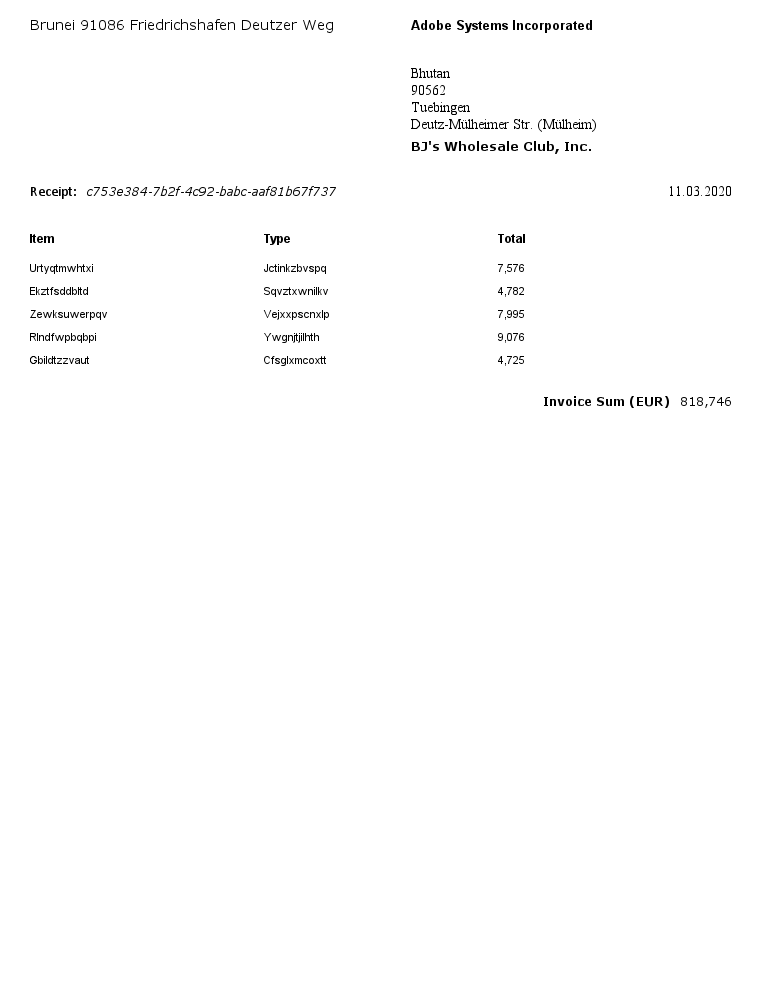 Brunei 91086 Friedrichshafen Deutzer Weg
Adobe Systems Incorporated
Bhutan
90562
Tuebingen
Deutz-Mülheimer Str. (Mülheim)
BJ's Wholesale Club, Inc.
Receipt: c753e384-7b2f-4c92-babc-aaf81b67f737 11.03.2020
Item Type Total
Urtyqtmwhtxi Jctinkzbvspq 7,576
Ekztfsddbltd Sqvztxwnilkv 4,782
Zewksuwerpqv Vejxxpscnxlp 7,995
Rlndfwpbqbpi Ywgnjtjilhth 9,076
Gbildtzzvaut Cfsglxmcoxtt 4,725
Invoice Sum (EUR) 818,746